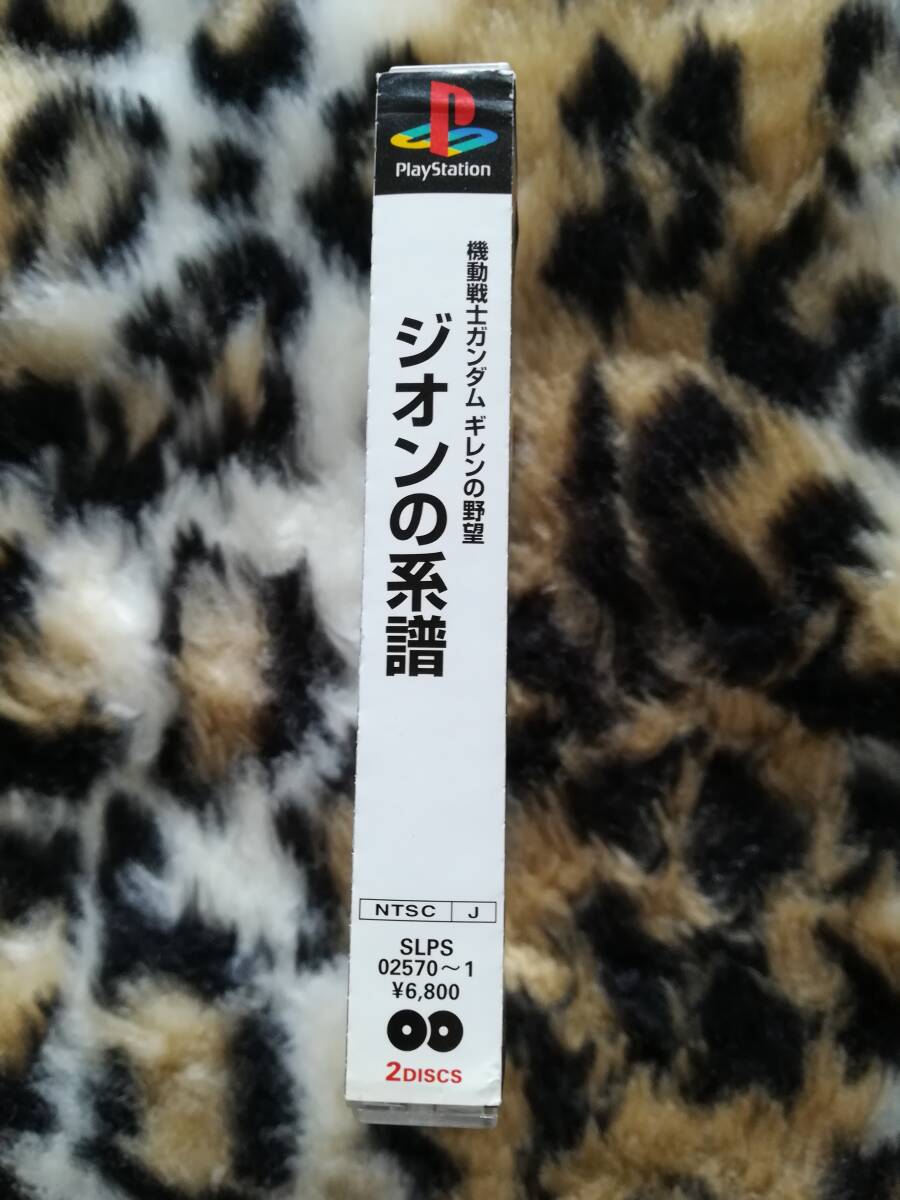 PlayStation
機動戦士ガンダム ギレンの野望
ジオンの系譜
NTSC J
SLPS
02570～1
¥6,800
2DISCS